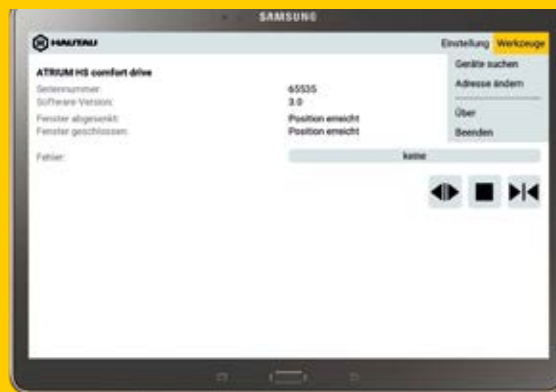 SAMSUNG
HAUTAU
Einstellung Werkzeuge
Geräte suchen
Adresse ändern
Über
Beenden
ATRIUM HS comfort drive
Seriennummer: 65535
Software Version: 3.0
Fenster abgesenkt: Position erreicht
Fenster geschlossen: Position erreicht
Fehler: keine